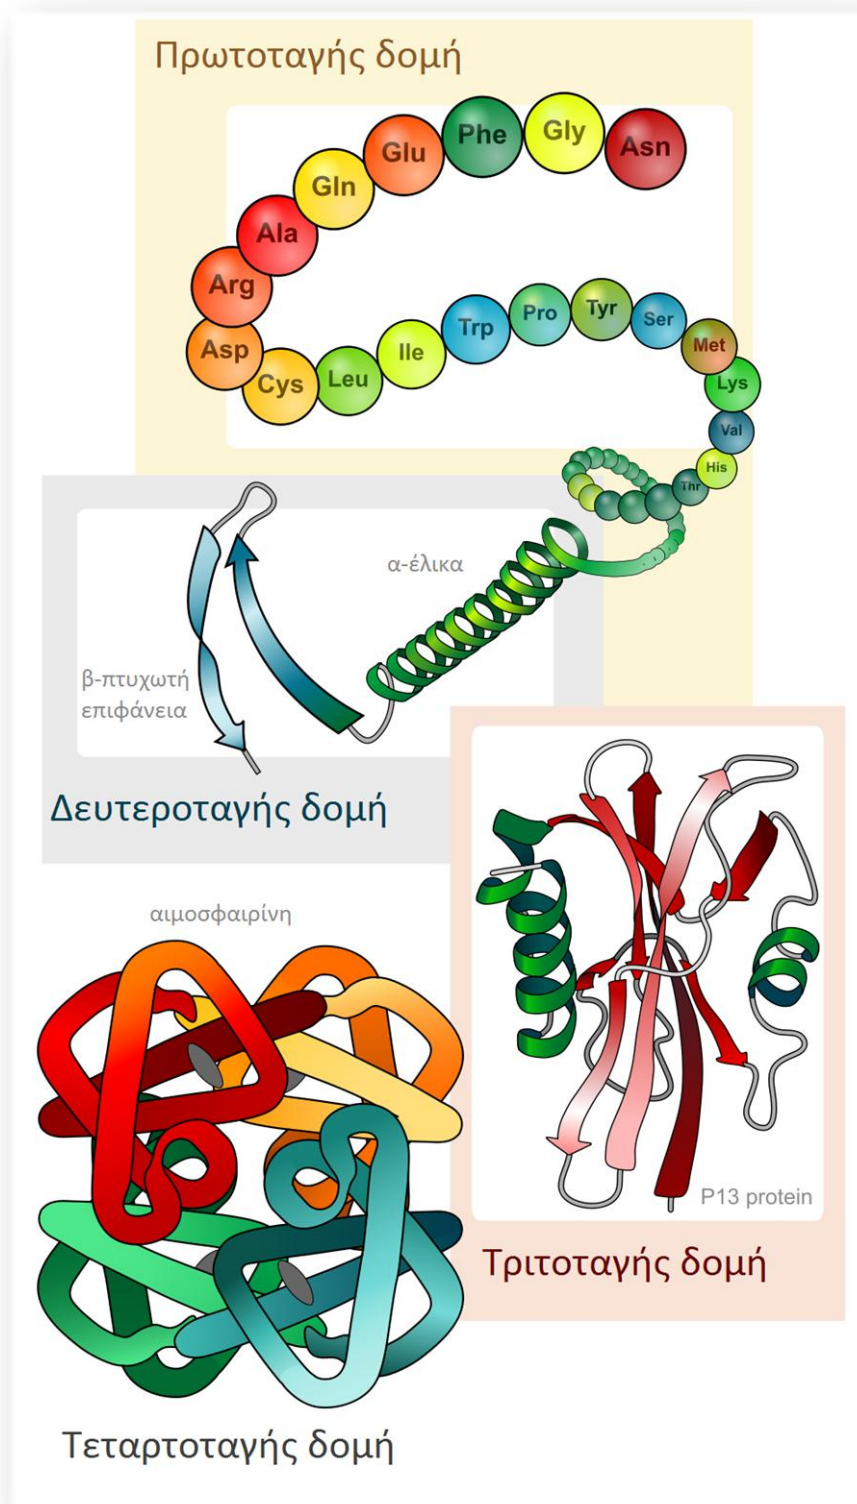 Πρωτοταγής δομή
Asn
Gly
Phe
Glu
Gln
Ala
Arg
Asp
Cys
Leu
Ile
Trp
Pro
Tyr
Ser
Met
Lys
Val
His
Thr
α-έλικα
β-πτυχωτή
επιφάνεια
Δευτεροταγής δομή
P13 protein
Τριτοταγής δομή
αιμοσφαιρίνη
Τεταρτοταγής δομή